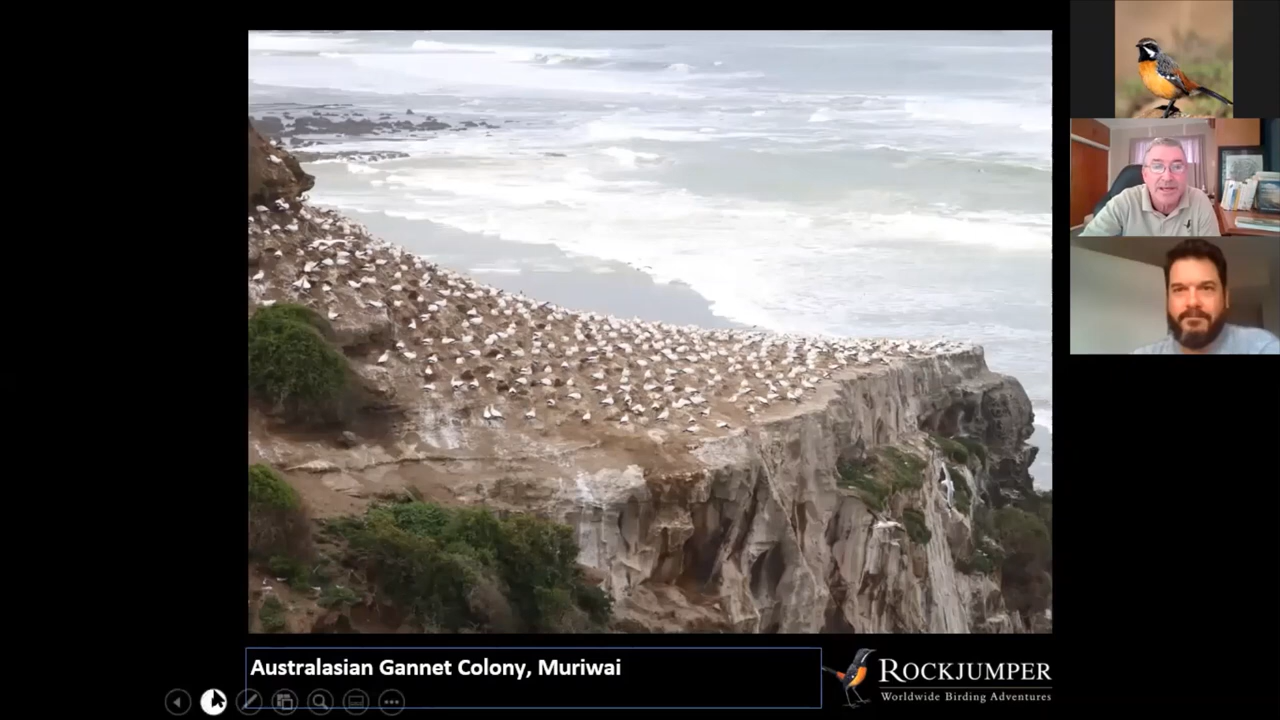 Australasian Gannet Colony, Muriwai
ROCKJUMPER
Worldwide Birding Adventures